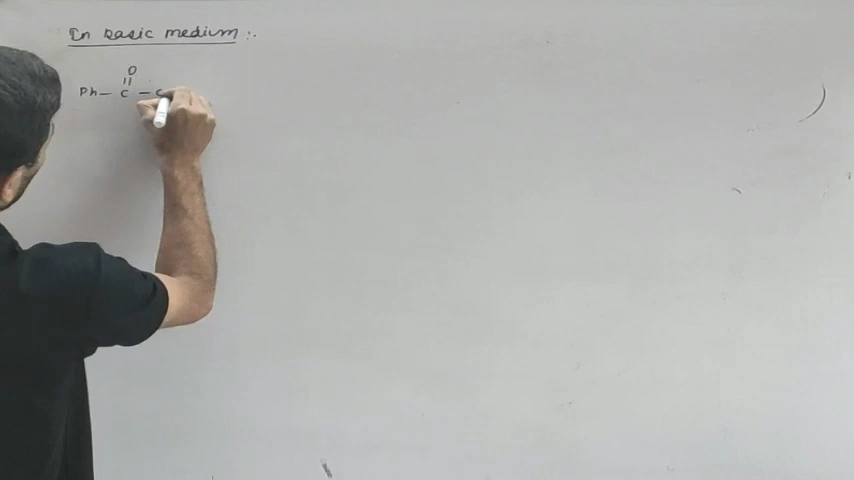 In basic medium :-
O
||
Ph — C — C